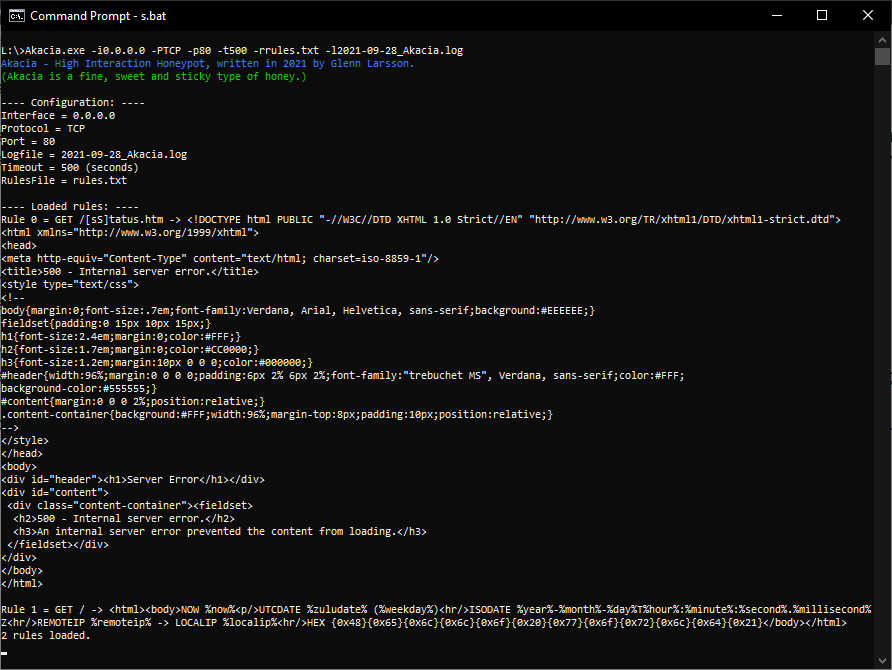 Command Prompt - s.bat
L:\>Akacia.exe -i0.0.0.0 -PTCP -p80 -t500 -rrules.txt -l2021-09-28_Akacia.log
Akacia - High Interaction Honeypot, written in 2021 by Glenn Larsson.
(Akacia is a fine, sweet and sticky type of honey.)
---- Configuration: ----
Interface = 0.0.0.0
Protocol = TCP
Port = 80
Logfile = 2021-09-28_Akacia.log
Timeout = 500 (seconds)
RulesFile = rules.txt
---- Loaded rules: ----
Rule 0 = GET /[sS]tatus.htm -> <!DOCTYPE html PUBLIC "-//W3C//DTD XHTML 1.0 Strict//EN" "http://www.w3.org/TR/xhtml1/DTD/xhtml1-strict.dtd">
<html xmlns="http://www.w3.org/1999/xhtml">
<head>
<meta http-equiv="Content-Type" content="text/html; charset=iso-8859-1"/>
<title>500 - Internal server error.</title>
<style type="text/css">
<!--
body{margin:0;font-size:.7em;font-family:Verdana, Arial, Helvetica, sans-serif;background:#EEEEEE;}
fieldset{padding:0 15px 10px 15px;}
h1{font-size:2.4em;margin:0;color:#FFF;}
h2{font-size:1.7em;margin:0;color:#CC0000;}
h3{font-size:1.2em;margin:10px 0 0 0;color:#000000;}
#header{width:96%;margin:0 0 0 0;padding:6px 2% 6px 2%;font-family:"trebuchet MS", Verdana, sans-serif;color:#FFF;
background-color:#555555;}
#content{margin:0 0 0 2%;position:relative;}
.content-container{background:#FFF;width:96%;margin-top:8px;padding:10px;position:relative;}
-->
</style>
</head>
<body>
<div id="header"><h1>Server Error</h1></div>
<div id="content">
 <div class="content-container"><fieldset>
  <h2>500 - Internal server error.</h2>
  <h3>An internal server error prevented the content from loading.</h3>
 </fieldset></div>
</div>
</body>
</html>
Rule 1 = GET / -> <html><body>NOW %now%<p/>UTCDATE %zuludate% (%weekday%)<hr/>ISODATE %year%-%month%-%day%T%hour%:%minute%:%second%.%millisecond%
Z<hr/>REMOTEIP %remoteip% -> LOCALIP %localip%<hr/>HEX {0x48}{0x65}{0x6c}{0x6c}{0x6f}{0x20}{0x77}{0x6f}{0x72}{0x6c}{0x64}{0x21}</body></html>
2 rules loaded.